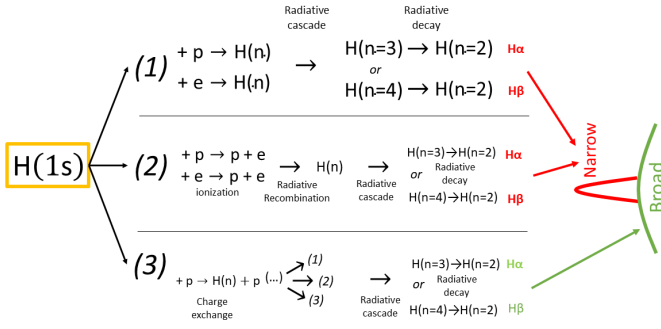 Radiative cascade
Radiative decay
H(1s)
(1)
+ p → H(n.)
+ e → H(.n)
→
H(n.=3) → H(n.=2) Hα
or
H(n.=4) → H(n.=2) Hβ
(2)
+ p → p + e
+ e → p + e
ionization
→
Radiative Recombination
H(n)
→
Radiative cascade
H(n=3)→H(n=2) Hα
or Radiative decay
H(n=4)→H(n=2) Hβ
(3)
+ p → H(n) + p (...)
(1)
(2)
(3)
Charge exchange
→
Radiative cascade
H(n=3)→H(n=2) Hα
or Radiative decay
H(n=4)→H(n=2) Hβ
Narrow
Broad